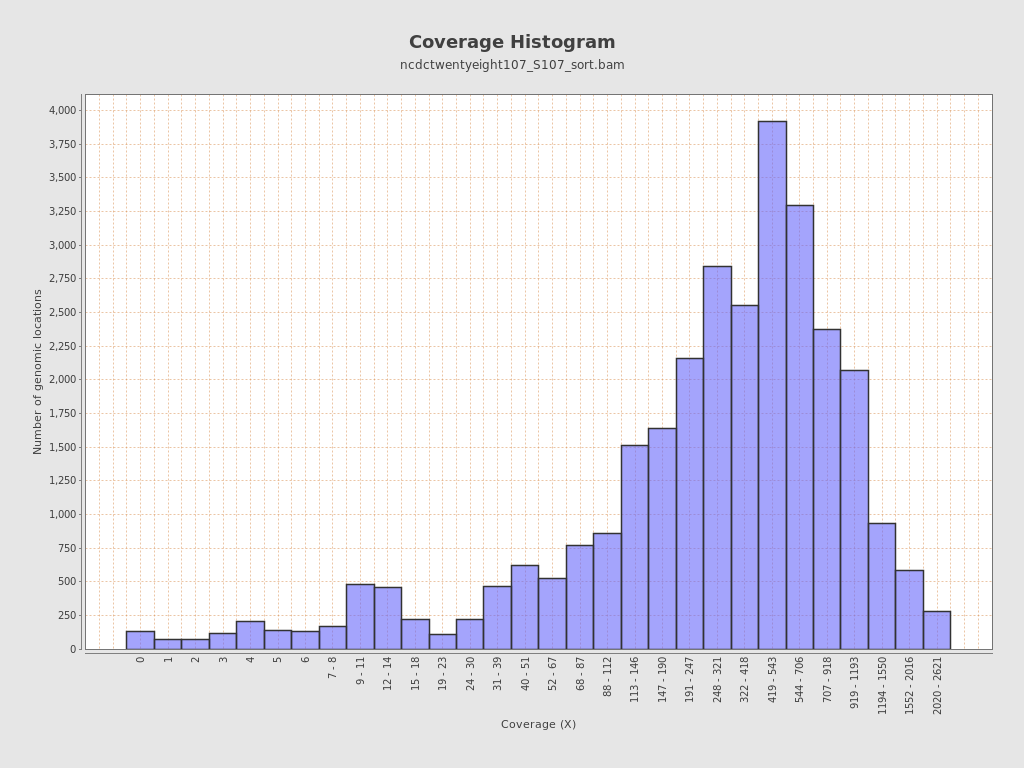 Coverage Histogram
ncdctwentyeight107_S107_sort.bam
Number of genomic locations
4,000
3,750
3,500
3,250
3,000
2,750
2,500
2,250
2,000
1,750
1,500
1,250
1,000
750
500
250
0
0
1
2
3
4
5
6
7 - 8
9 - 11
12 - 14
15 - 18
19 - 23
24 - 30
31 - 39
40 - 51
52 - 67
68 - 87
88 - 112
113 - 146
147 - 190
191 - 247
248 - 321
322 - 418
419 - 543
544 - 706
707 - 918
919 - 1193
1194 - 1550
1552 - 2016
2020 - 2621
Coverage (X)